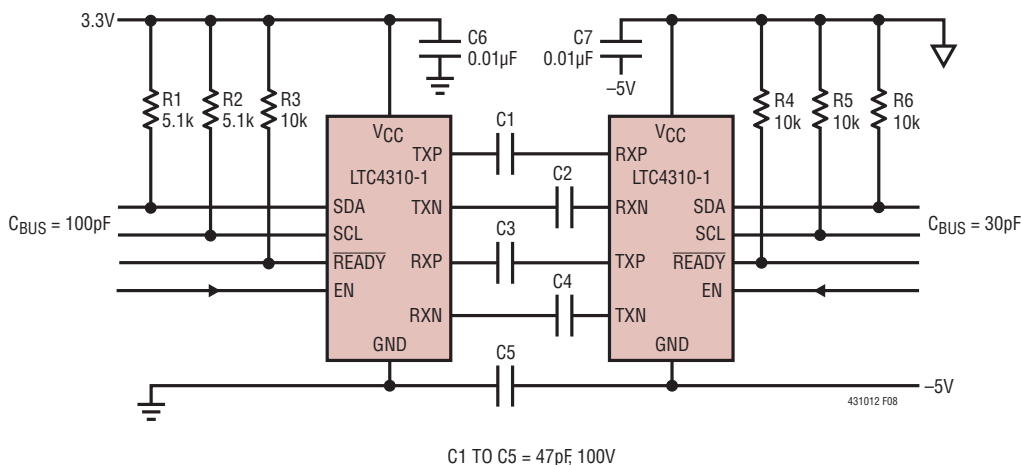 3.3V
C6
0.01µF
C7
0.01µF
–5V
R1
5.1k
R2
5.1k
R3
10k
R4
10k
R5
10k
R6
10k
VCC
TXP
LTC4310-1
TXN
RXP
RXN
GND
SDA
SCL
READY
EN
C1
C2
C3
C4
C5
VCC
RXP
LTC4310-1
RXN
TXP
TXN
GND
SDA
SCL
READY
EN
CBUS = 100pF
CBUS = 30pF
–5V
431012 F08
C1 TO C5 = 47pF, 100V